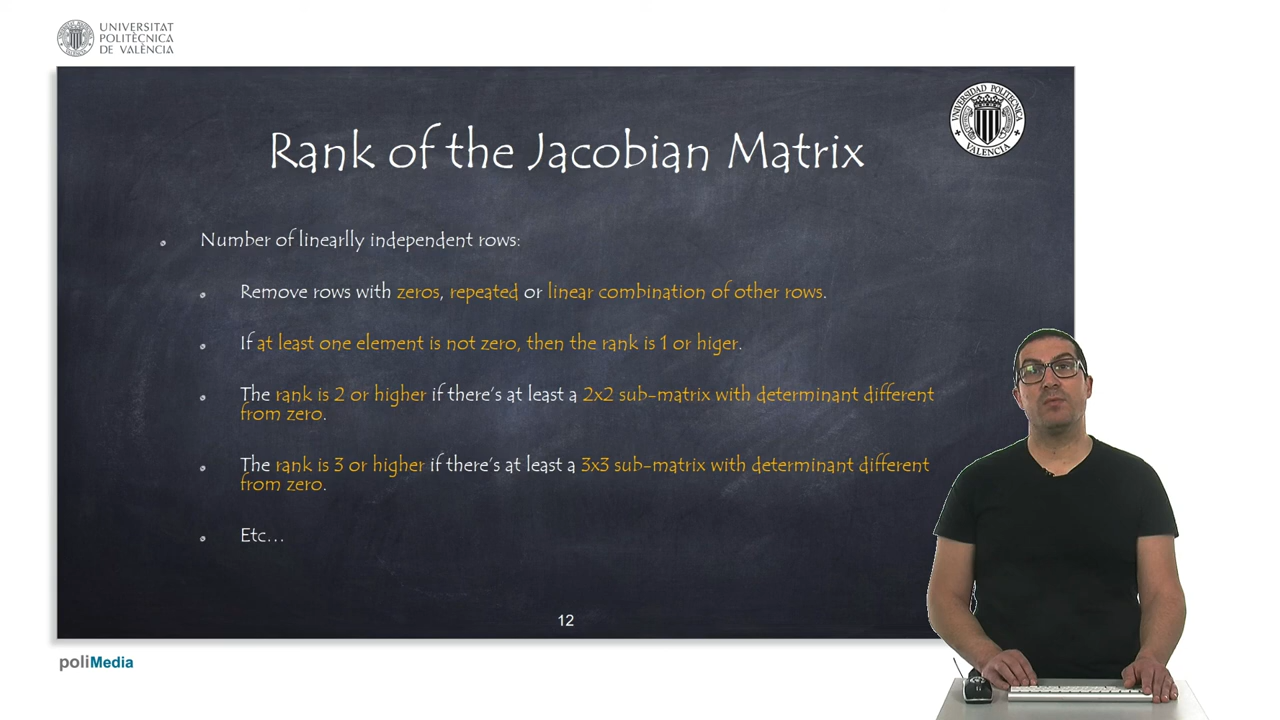 UNIVERSITAT
POLITÈCNICA
DE VALÈNCIA
UNIVERSIDAD POLITECNICA
VALENCIA
Rank of the Jacobian Matrix
Number of linearlly independent rows:
Remove rows with zeros, repeated or linear combination of other rows.
If at least one element is not zero, then the rank is 1 or higer.
The rank is 2 or higher if there's at least a 2x2 sub-matrix with determinant different
from zero.
The rank is 3 or higher if there's at least a 3x3 sub-matrix with determinant different
from zero.
Etc...
12
poliMedia